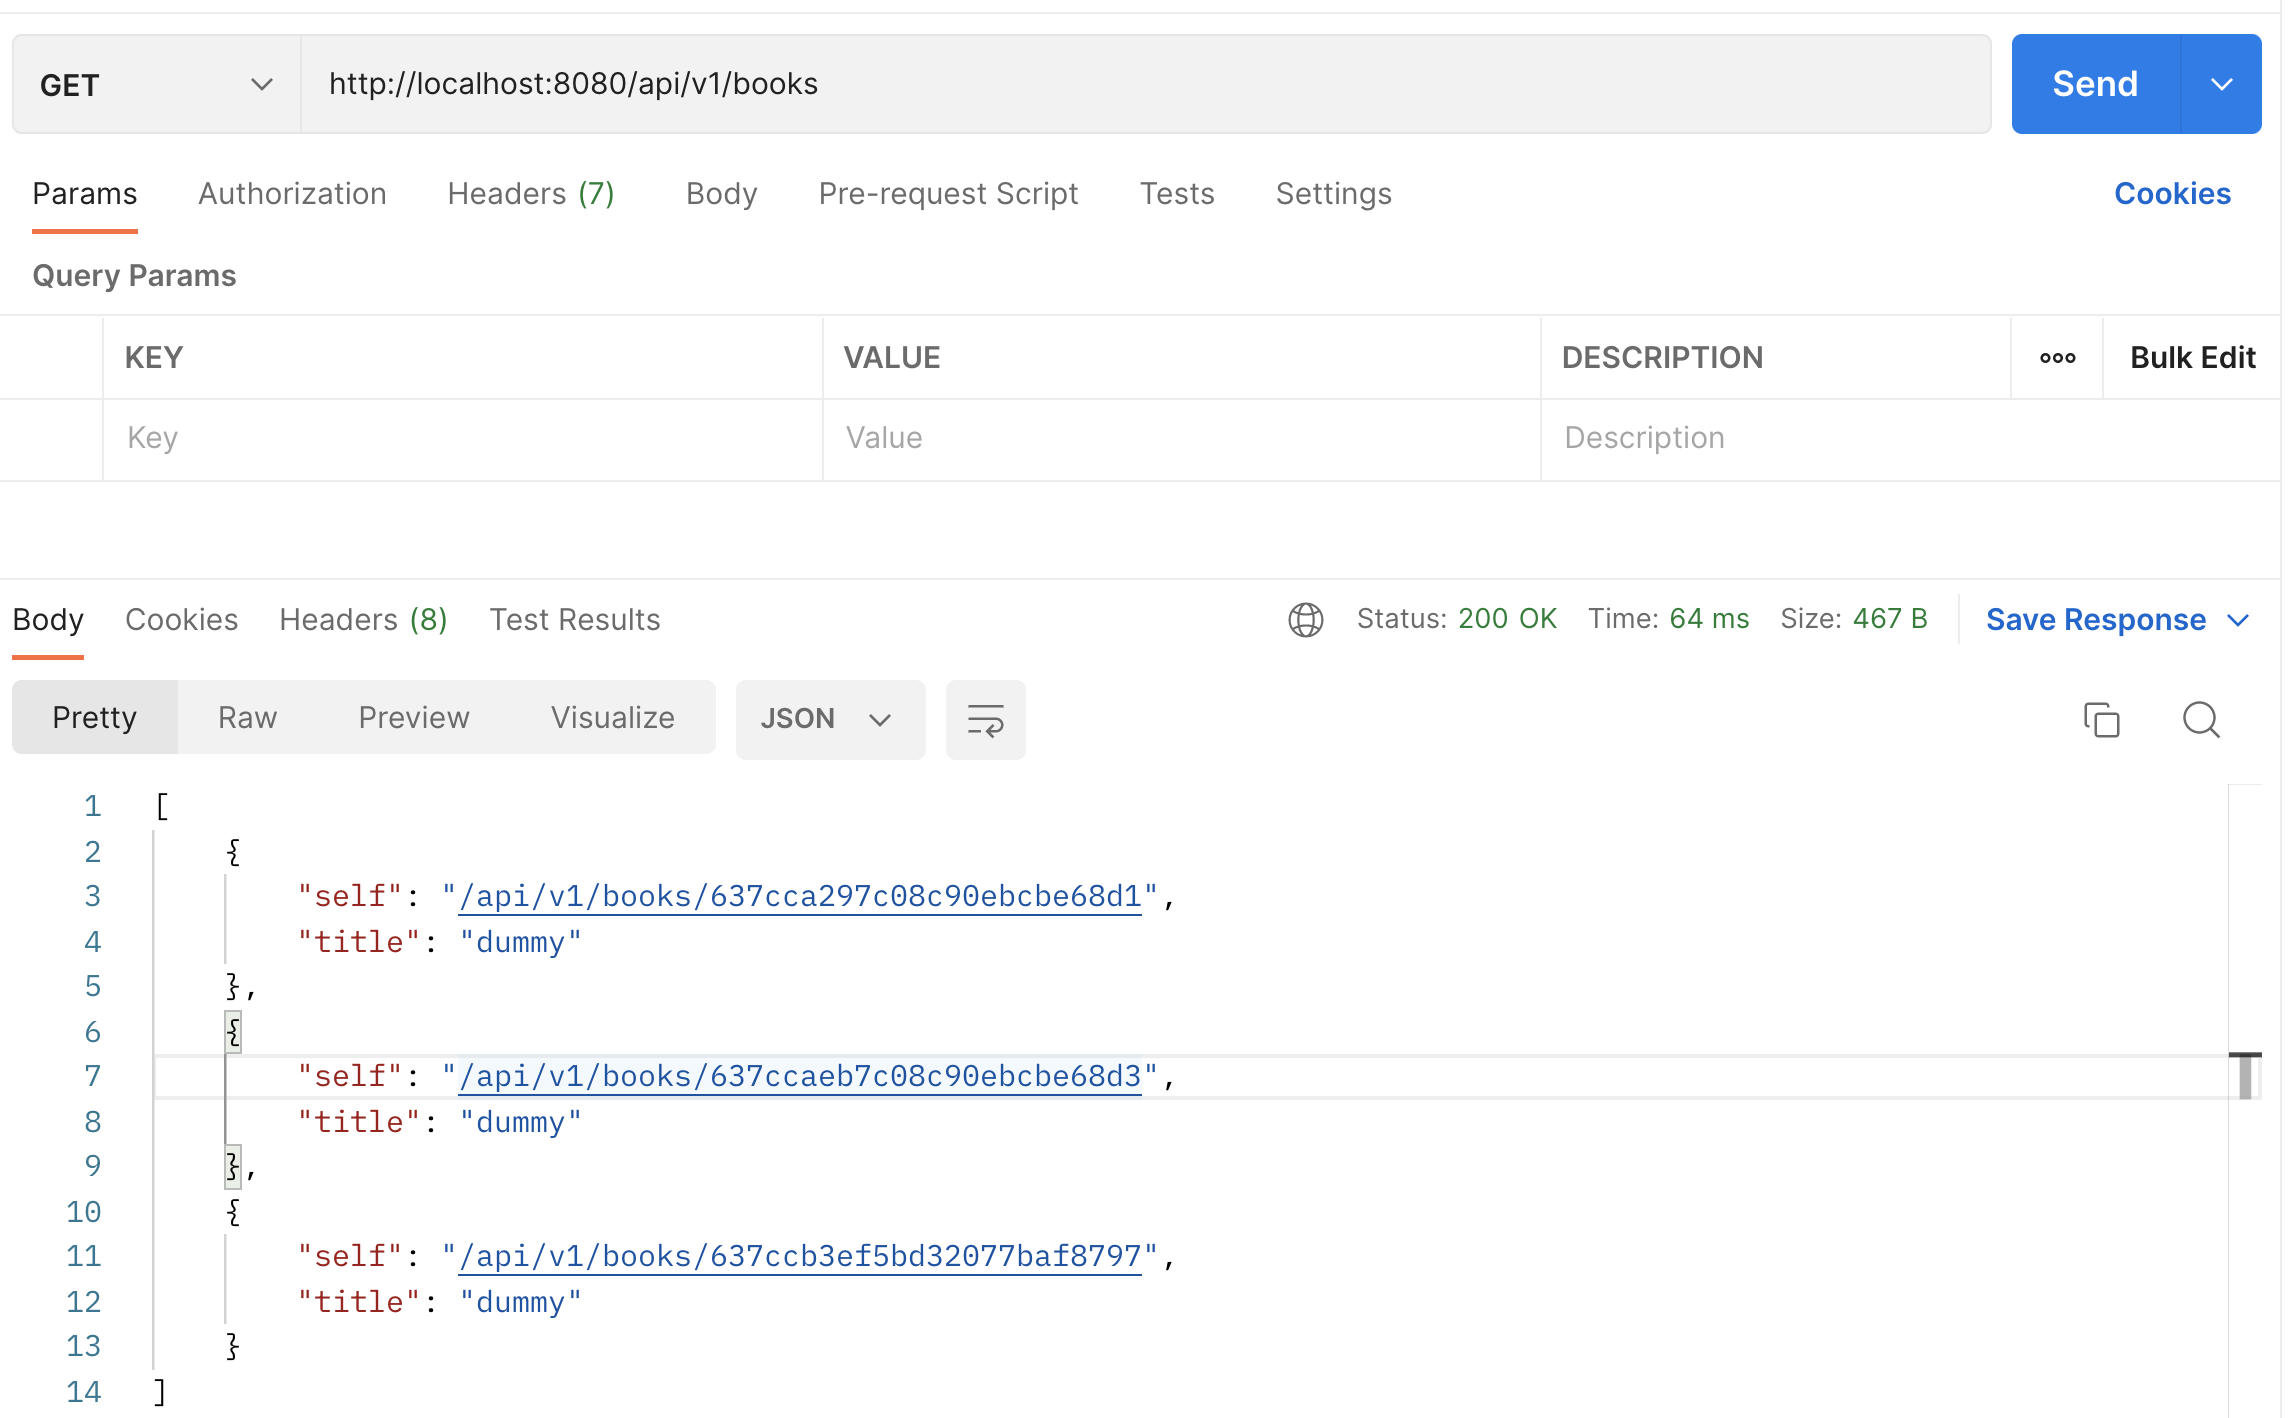 GET http://localhost:8080/api/v1/books Send
Params Authorization Headers (7) Body Pre-request Script Tests Settings Cookies
Query Params
KEY VALUE DESCRIPTION ooo Bulk Edit
Key Value Description
Body Cookies Headers (8) Test Results Status: 200 OK Time: 64 ms Size: 467 B Save Response
Pretty Raw Preview Visualize JSON
1 [
2 {
3 "self": "/api/v1/books/637cca297c08c90ebcbe68d1",
4 "title": "dummy"
5 },
6 {
7 "self": "/api/v1/books/637ccaeb7c08c90ebcbe68d3",
8 "title": "dummy"
9 },
10 {
11 "self": "/api/v1/books/637ccb3ef5bd32077baf8797",
12 "title": "dummy"
13 }
14 ]